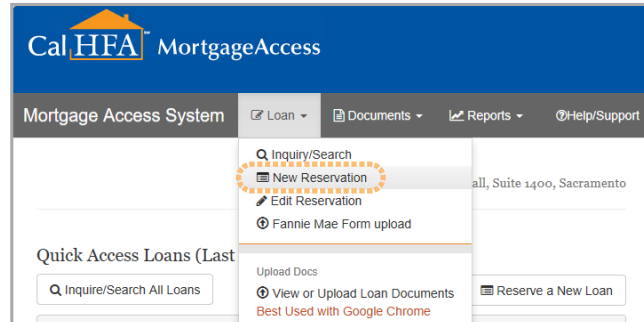 CalHFA™ MortgageAccess
Mortgage Access System Loan Documents Reports Help/Support
Inquiry/Search
New Reservation
all, Suite 1400, Sacramento
Edit Reservation
Fannie Mae Form upload
Quick Access Loans (Last
Upload Docs
Inquire/Search All Loans
View or Upload Loan Documents
Reserve a New Loan
Best Used with Google Chrome